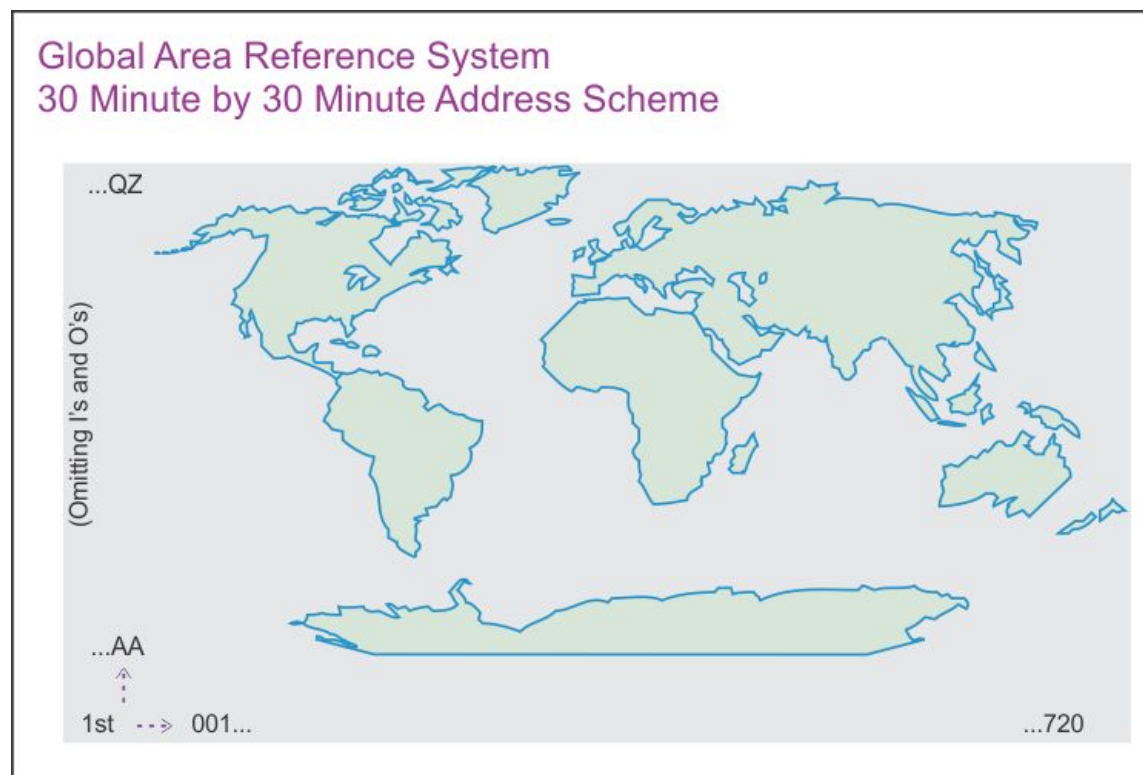 Global Area Reference System
30 Minute by 30 Minute Address Scheme
...QZ
(Omitting I's and O's)
...AA
1st
001...
...720